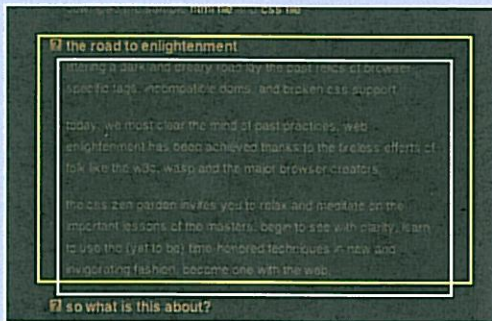 html file css file
the road to enlightenment
littering a dark and dreary road lay the past relics of browser
specific tags, incompatible doms, and broken css support.
today, we must clear the mind of past practices. web
enlightenment has been achieved thanks to the tireless efforts of
folk like the w3c, wasp and the major browser creators.
the css zen garden invites you to relax and meditate on the
important lessons of the masters. begin to see with clarity. learn
to use the (yet to be) time-honored techniques in new and
invigorating fashion. become one with the web.
so what is this about?